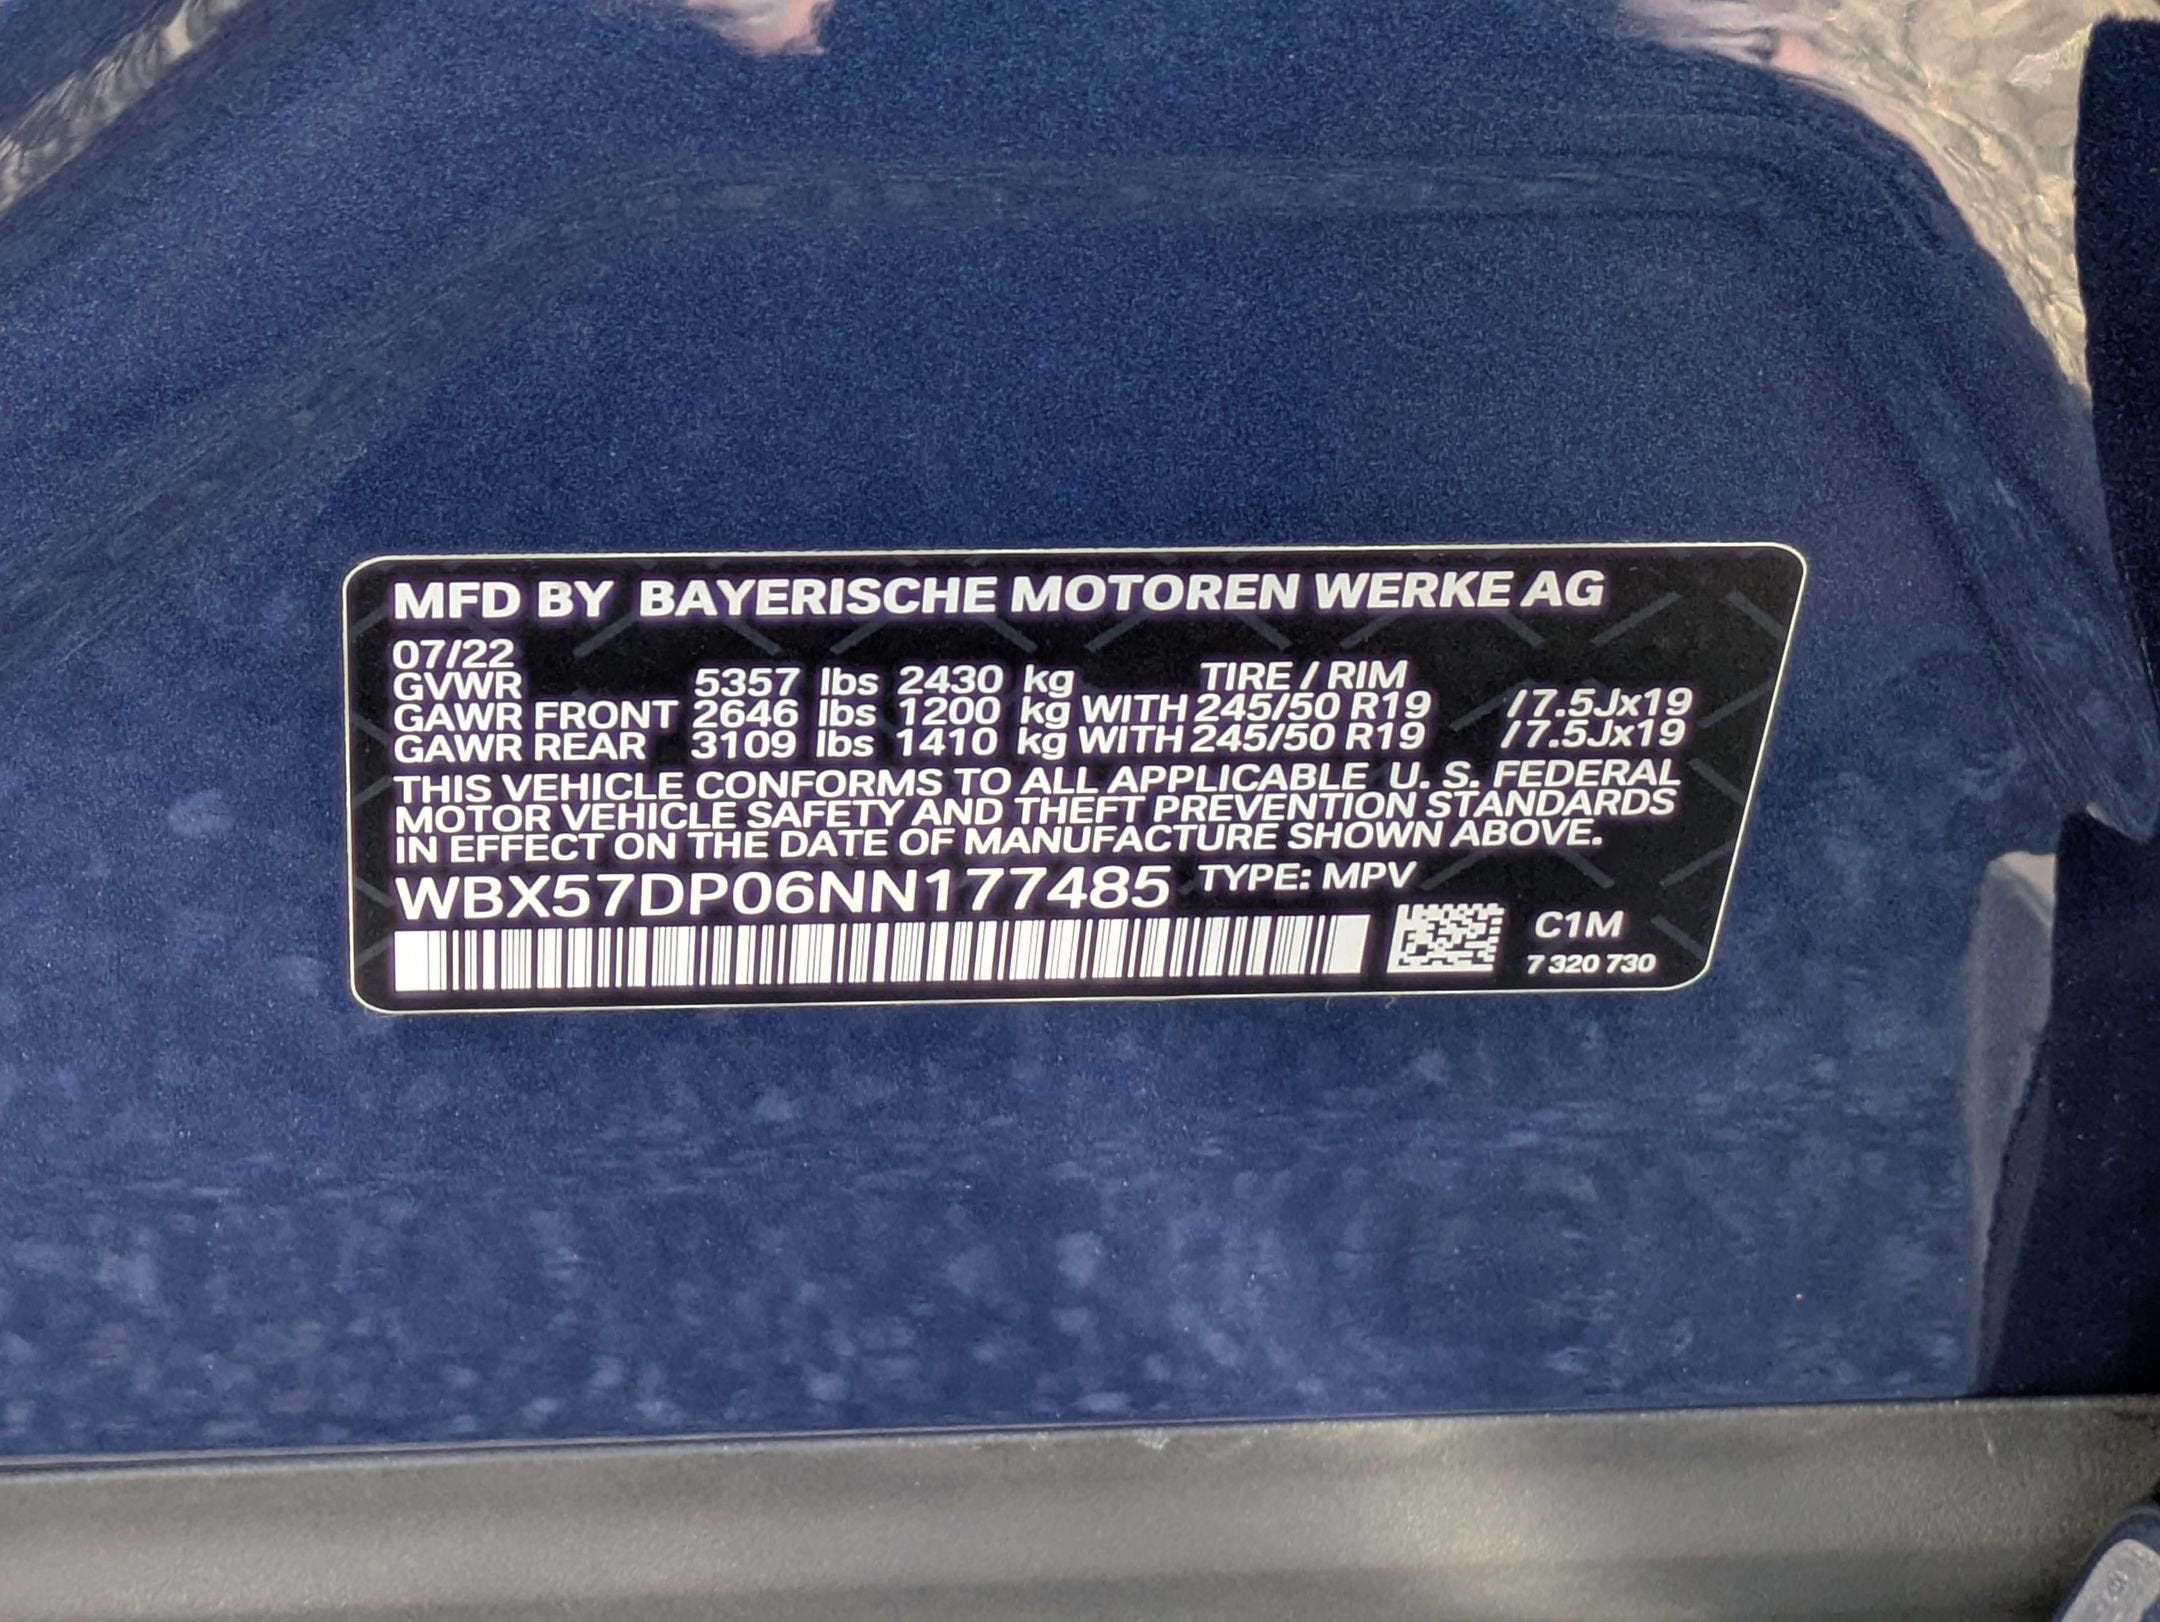 MFD BY BAYERISCHE MOTOREN WERKE AG
07/22
GVWR 5357 lbs 2430 kg TIRE / RIM
GAWR FRONT 2646 lbs 1200 kg WITH 245/50 R19 /7.5Jx19
GAWR REAR 3109 lbs 1410 kg WITH 245/50 R19 /7.5Jx19
THIS VEHICLE CONFORMS TO ALL APPLICABLE U. S. FEDERAL
MOTOR VEHICLE SAFETY AND THEFT PREVENTION STANDARDS
IN EFFECT ON THE DATE OF MANUFACTURE SHOWN ABOVE.
WBX57DP06NN177485 TYPE: MPV
C1M
7 320 730